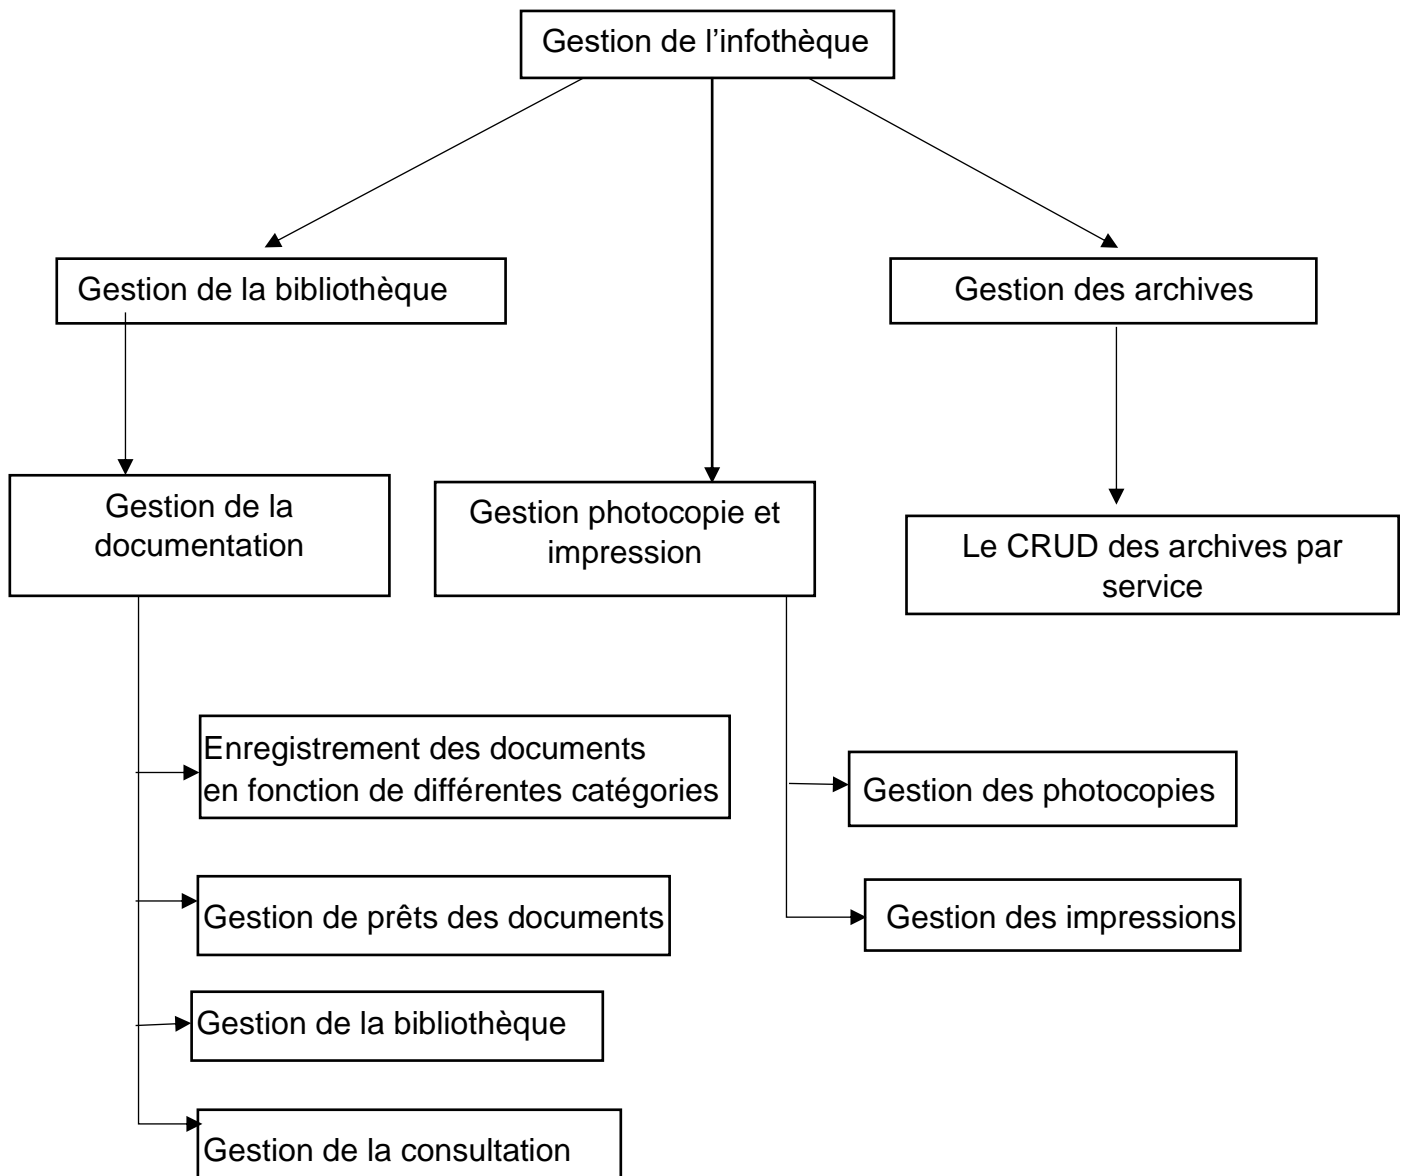 Gestion de l’infothèque
Gestion de la bibliothèque
Gestion des archives
Gestion de la
documentation
Gestion photocopie et
impression
Le CRUD des archives par
service
Enregistrement des documents
en fonction de différentes catégories
Gestion des photocopies
Gestion de prêts des documents
Gestion des impressions
Gestion de la bibliothèque
Gestion de la consultation